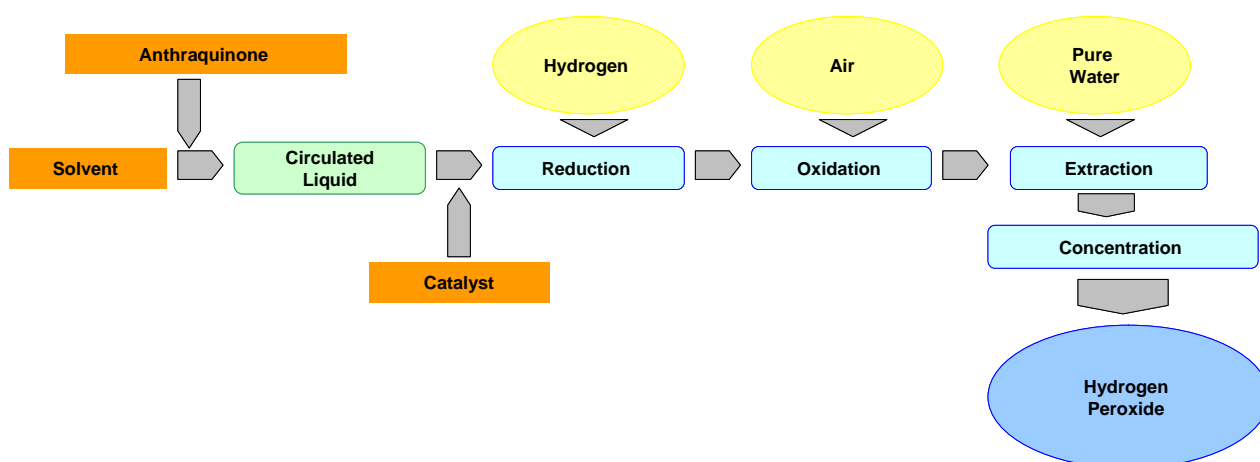 Anthraquinone
Hydrogen
Air
Pure
Water
Solvent
Circulated
Liquid
Reduction
Oxidation
Extraction
Catalyst
Concentration
Hydrogen
Peroxide